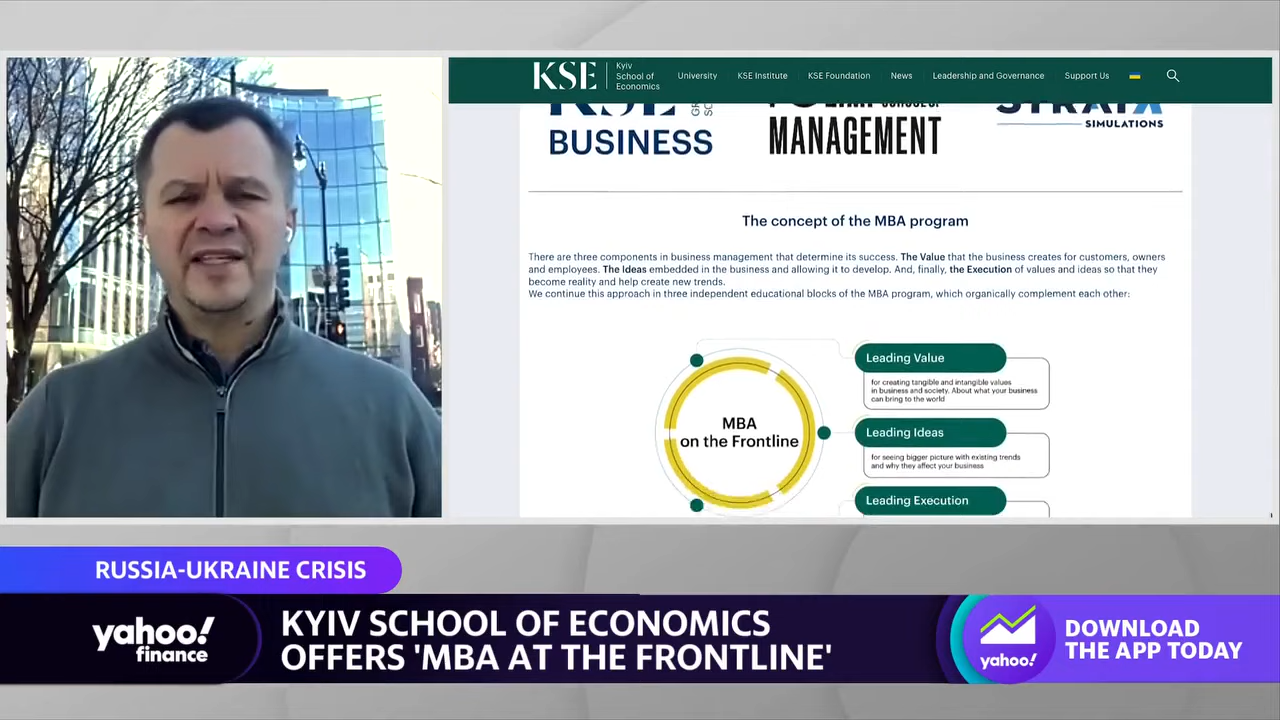 KSE
Kyiv
School of
Economics
University
KSE Institute
KSE Foundation
News
Leadership and Governance
Support Us
BUSINESS
MANAGEMENT
SIMULATIONS
The concept of the MBA program
There are three components in business management that determine its success. The Value that the business creates for customers, owners
and employees. The Ideas embedded in the business and allowing it to develop. And, finally, the Execution of values and ideas so that they
become reality and help create new trends.
We continue this approach in three independent educational blocks of the MBA program, which organically complement each other:
MBA
on the Frontline
Leading Value
for creating tangible and intangible values
in business and society. About what your business
can bring to the world
Leading Ideas
for seeing bigger picture with existing trends
and why they affect your business
Leading Execution
RUSSIA-UKRAINE CRISIS
yahoo!
finance
KYIV SCHOOL OF ECONOMICS
OFFERS 'MBA AT THE FRONTLINE'
yahoo!
DOWNLOAD
THE APP TODAY